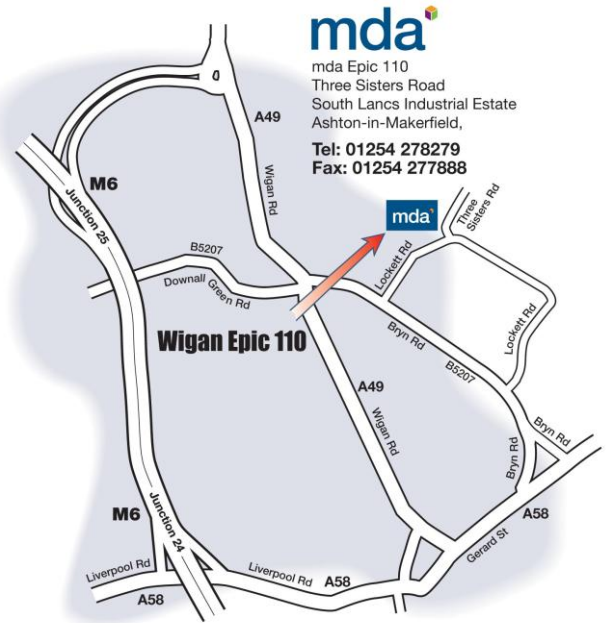 mda
mda Epic 110
Three Sisters Road
South Lancs Industrial Estate
Ashton-in-Makerfield,
Tel: 01254 278279
Fax: 01254 277888
A49
Wigan Rd
M6
Junction 25
mda
Three
Sisters Rd
B5207
Downall
Green Rd
Lockett Rd
Lockett Rd
Wigan Epic 110
Bryn Rd
B5207
A49
Wigan Rd
Bryn Rd
Bryn Rd
M6
Junction 24
A58
Gerard St
Liverpool Rd
A58
Liverpool Rd
A58